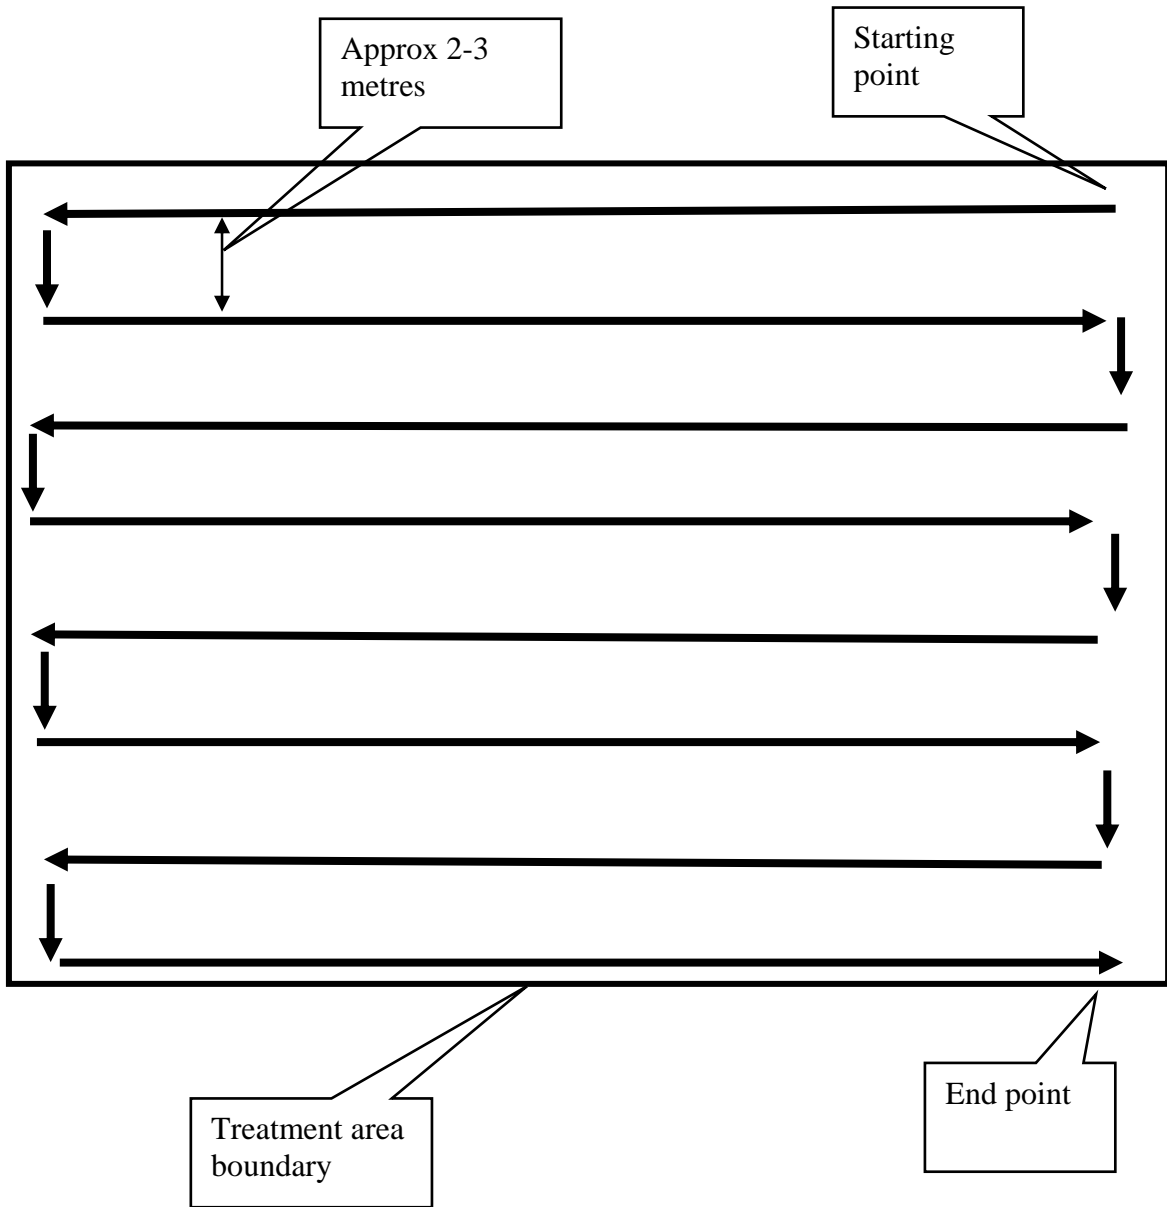 Approx 2-3
metres
Starting
point
Treatment area
boundary
End point